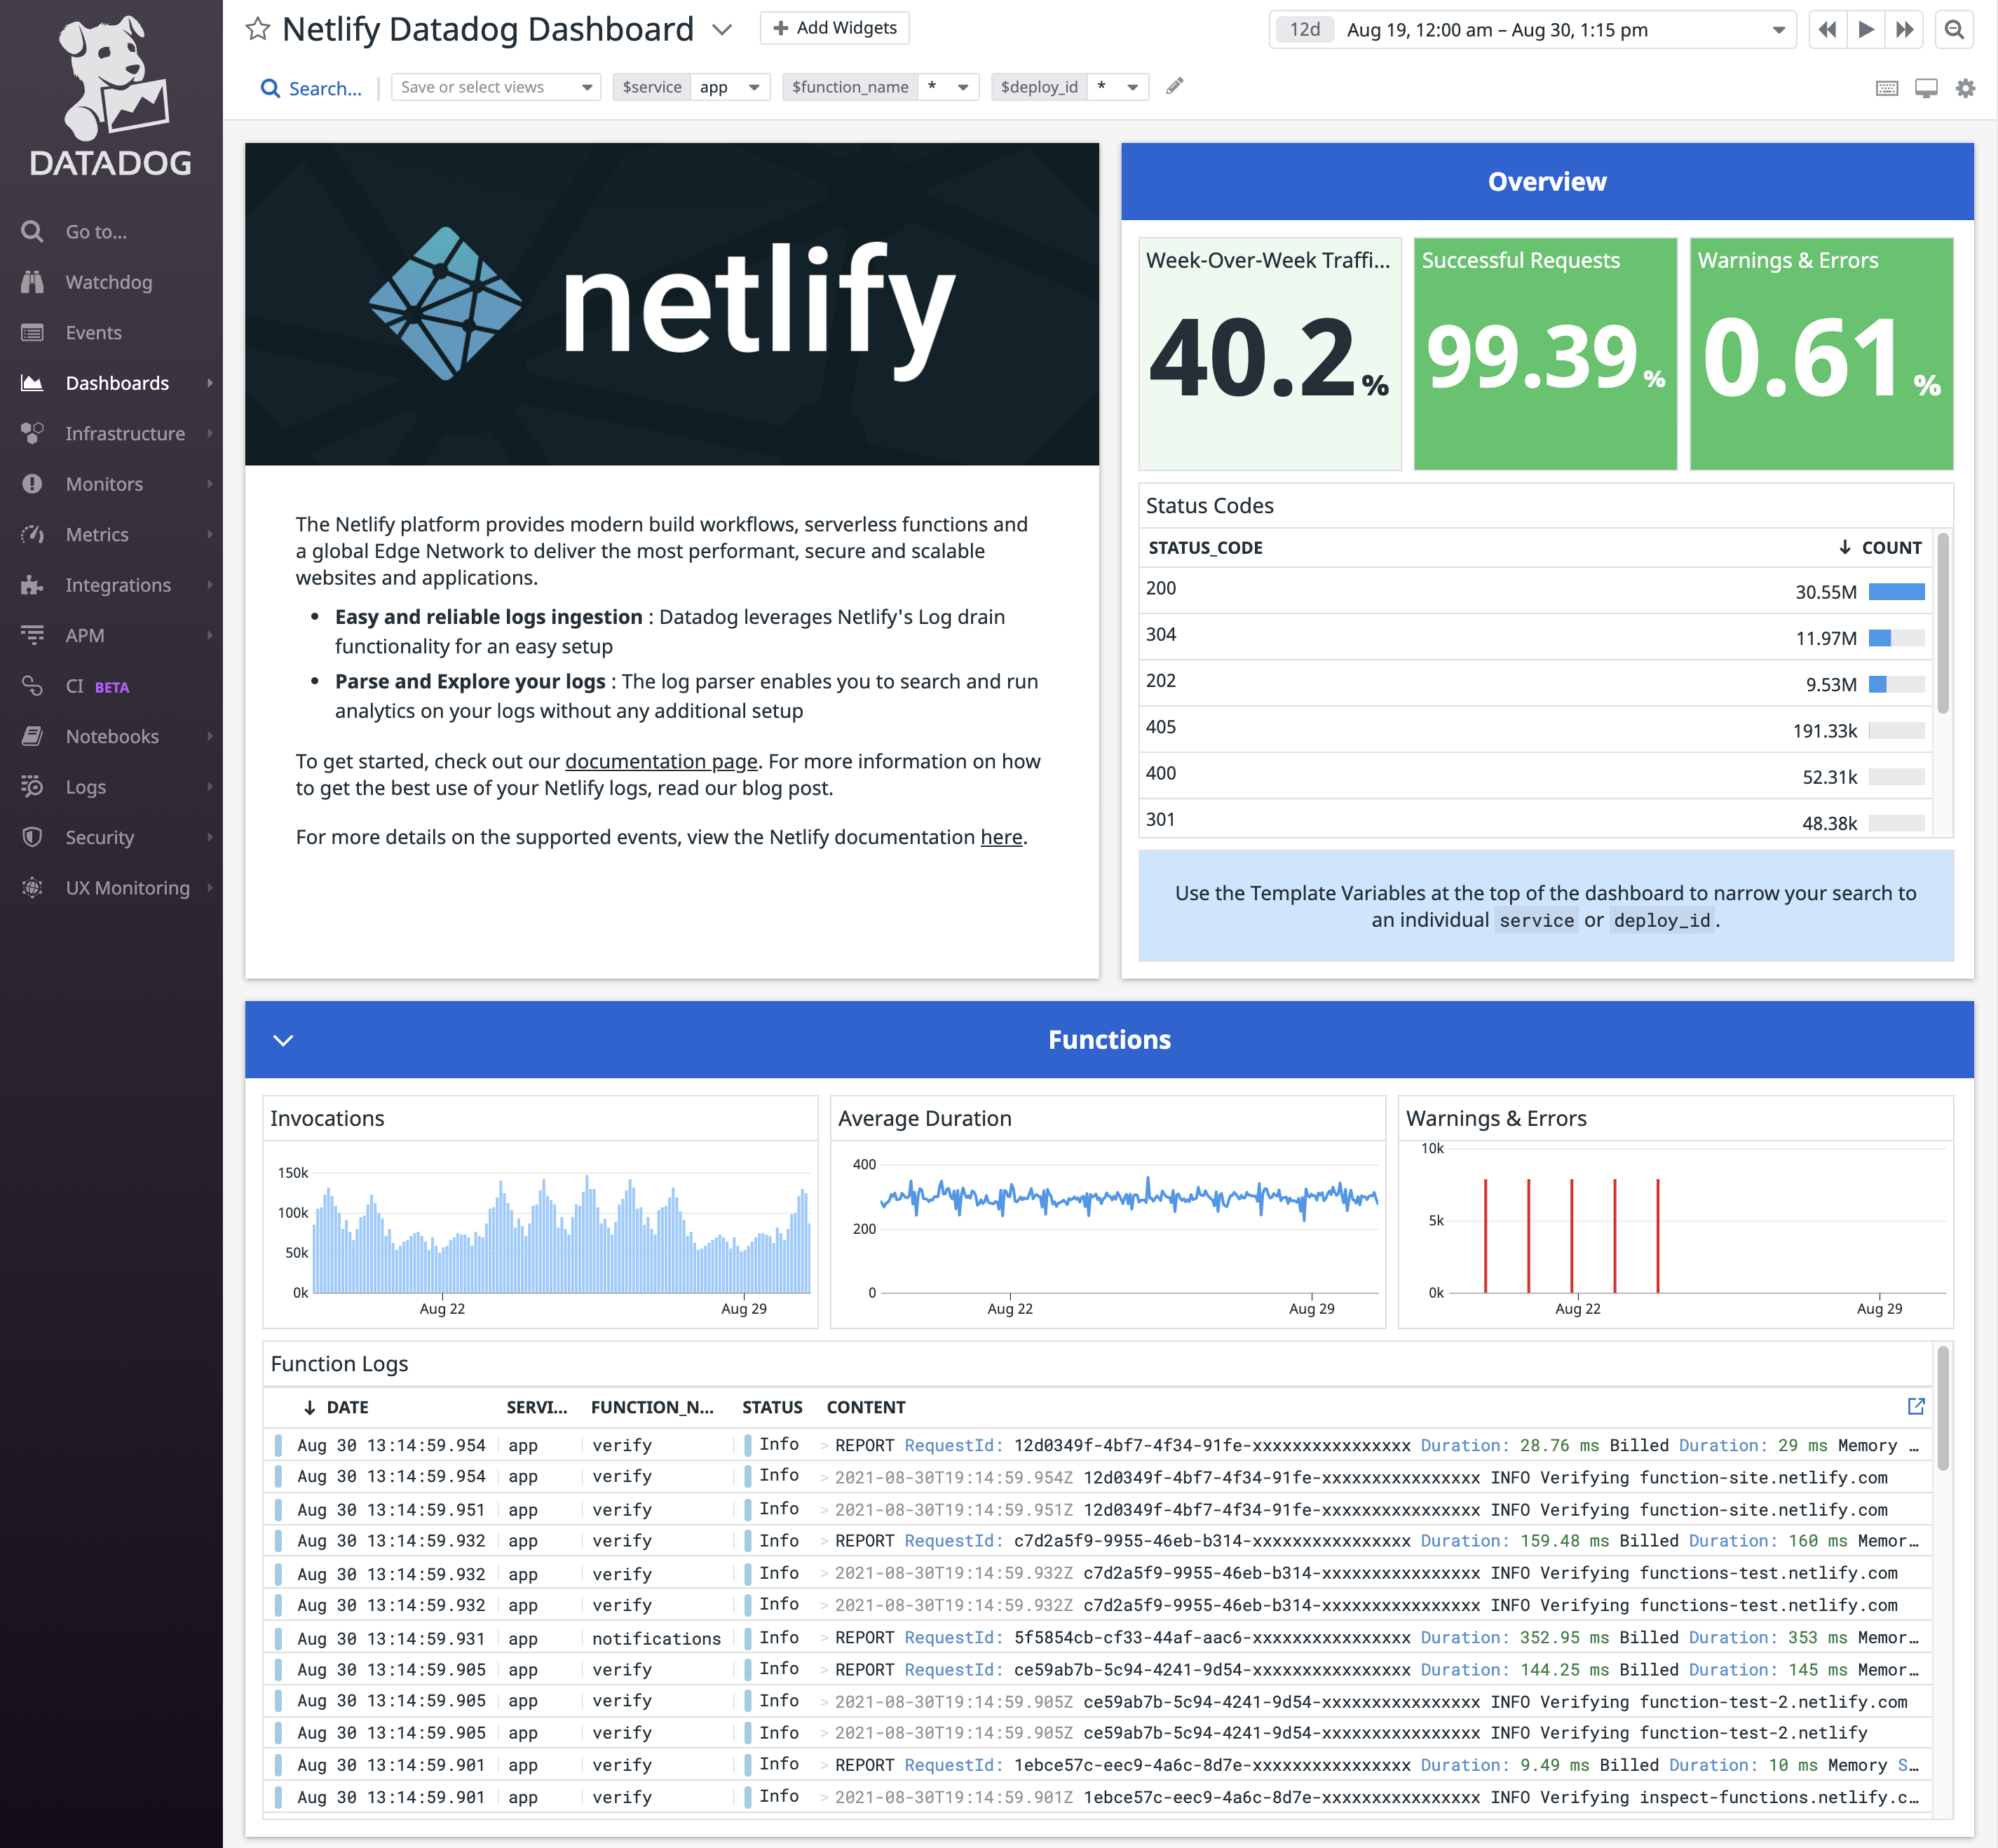 DATADOG
Go to...
Watchdog
Events
Dashboards
Infrastructure
Monitors
Metrics
Integrations
APM
CI BETA
Notebooks
Logs
Security
UX Monitoring
Netlify Datadog Dashboard
+ Add Widgets
12d Aug 19, 12:00 am – Aug 30, 1:15 pm
Search...
Save or select views
$service app
$function_name *
$deploy_id *
netlify
The Netlify platform provides modern build workflows, serverless functions and
a global Edge Network to deliver the most performant, secure and scalable
websites and applications.
• Easy and reliable logs ingestion : Datadog leverages Netlify's Log drain
functionality for an easy setup
• Parse and Explore your logs : The log parser enables you to search and run
analytics on your logs without any additional setup
To get started, check out our documentation page. For more information on how
to get the best use of your Netlify logs, read our blog post.
For more details on the supported events, view the Netlify documentation here.
Overview
Week-Over-Week Traffi...
40.2%
Successful Requests
99.39%
Warnings & Errors
0.61%
Status Codes
STATUS_CODE ↓ COUNT
200 30.55M
304 11.97M
202 9.53M
405 191.33k
400 52.31k
301 48.38k
Use the Template Variables at the top of the dashboard to narrow your search to
an individual service or deploy_id.
Functions
Invocations
150k
100k
50k
0k
Aug 22 Aug 29
Average Duration
400
200
0
Aug 22 Aug 29
Warnings & Errors
10k
5k
0k
Aug 22 Aug 29
Function Logs
↓ DATE SERVI... FUNCTION_N... STATUS CONTENT
Aug 30 13:14:59.954 app verify Info > REPORT RequestId: 12d0349f-4bf7-4f34-91fe-xxxxxxxxxxxxxxxx Duration: 28.76 ms Billed Duration: 29 ms Memory …
Aug 30 13:14:59.954 app verify Info > 2021-08-30T19:14:59.954Z 12d0349f-4bf7-4f34-91fe-xxxxxxxxxxxxxxxx INFO Verifying function-site.netlify.com
Aug 30 13:14:59.951 app verify Info > 2021-08-30T19:14:59.951Z 12d0349f-4bf7-4f34-91fe-xxxxxxxxxxxxxxxx INFO Verifying function-site.netlify.com
Aug 30 13:14:59.932 app verify Info > REPORT RequestId: c7d2a5f9-9955-46eb-b314-xxxxxxxxxxxxxxxx Duration: 159.48 ms Billed Duration: 160 ms Memor…
Aug 30 13:14:59.932 app verify Info > 2021-08-30T19:14:59.932Z c7d2a5f9-9955-46eb-b314-xxxxxxxxxxxxxxxx INFO Verifying functions-test.netlify.com
Aug 30 13:14:59.932 app verify Info > 2021-08-30T19:14:59.932Z c7d2a5f9-9955-46eb-b314-xxxxxxxxxxxxxxxx INFO Verifying functions-test.netlify.com
Aug 30 13:14:59.931 app notifications Info > REPORT RequestId: 5f5854cb-cf33-44af-aac6-xxxxxxxxxxxxxxxx Duration: 352.95 ms Billed Duration: 353 ms Memor…
Aug 30 13:14:59.905 app verify Info > REPORT RequestId: ce59ab7b-5c94-4241-9d54-xxxxxxxxxxxxxxxx Duration: 144.25 ms Billed Duration: 145 ms Memor…
Aug 30 13:14:59.905 app verify Info > 2021-08-30T19:14:59.905Z ce59ab7b-5c94-4241-9d54-xxxxxxxxxxxxxxxx INFO Verifying function-test-2.netlify.com
Aug 30 13:14:59.905 app verify Info > 2021-08-30T19:14:59.905Z ce59ab7b-5c94-4241-9d54-xxxxxxxxxxxxxxxx INFO Verifying function-test-2.netlify
Aug 30 13:14:59.901 app verify Info > REPORT RequestId: 1ebce57c-eec9-4a6c-8d7e-xxxxxxxxxxxxxxxx Duration: 9.49 ms Billed Duration: 10 ms Memory S…
Aug 30 13:14:59.901 app verify Info > 2021-08-30T19:14:59.901Z 1ebce57c-eec9-4a6c-8d7e-xxxxxxxxxxxxxxxx INFO Verifying inspect-functions.netlify.c…